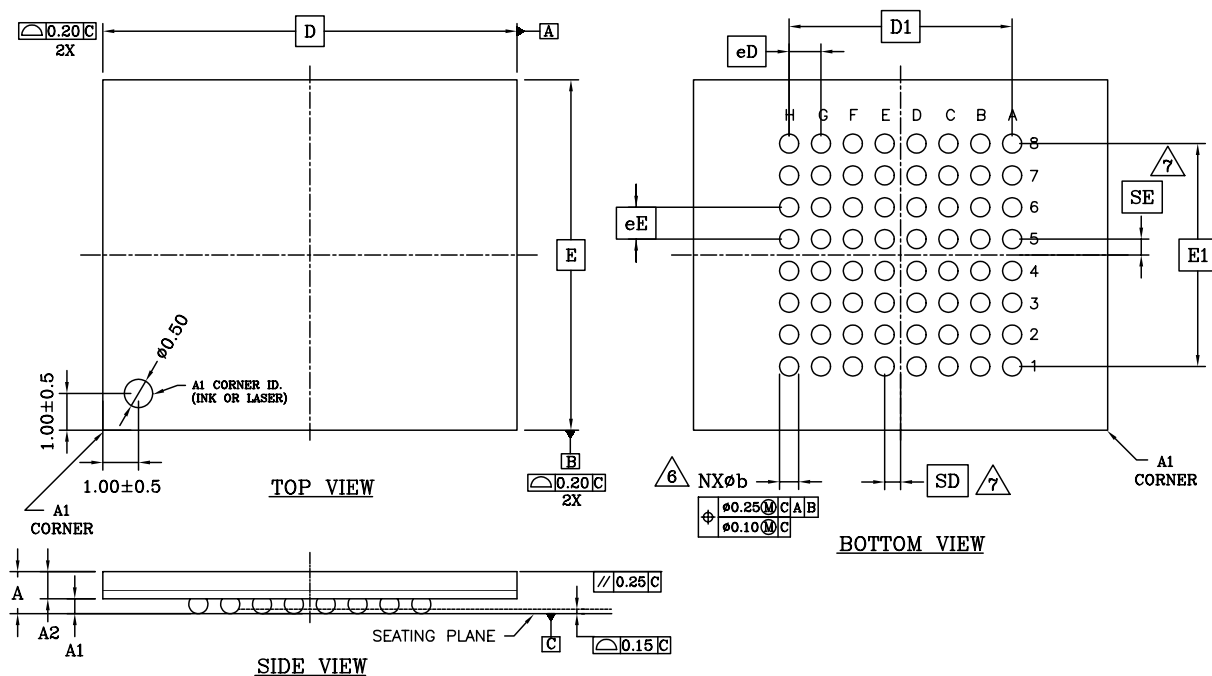 ⌓ 0.20 C
2X
D
A
E
ø0.50
A1 CORNER ID.
(INK OR LASER)
1.00±0.5
1.00±0.5
A1
CORNER
TOP VIEW
B
⌓ 0.20 C
2X
D1
eD
H G F E D C B A
8
7
6
5
4
3
2
1
eE
7
SE
E1
6 NXøb
⌖ ø0.25 Ⓜ C A B
ø0.10 Ⓜ C
SD 7
A1
CORNER
BOTTOM VIEW
A
A2
A1
// 0.25 C
SEATING PLANE
C
⌓ 0.15 C
SIDE VIEW